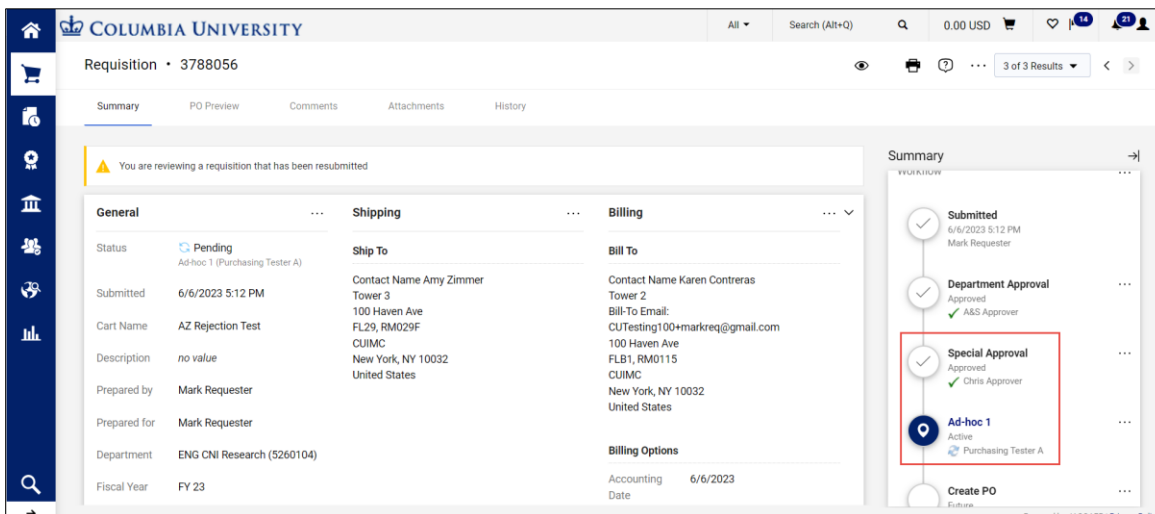 COLUMBIA UNIVERSITY
All
Search (Alt+Q)
0.00 USD
14
21
Requisition • 3788056
3 of 3 Results
Summary
PO Preview
Comments
Attachments
History
You are reviewing a requisition that has been resubmitted
General
Status
Pending
Ad-hoc 1 (Purchasing Tester A)
Submitted
6/6/2023 5:12 PM
Cart Name
AZ Rejection Test
Description
no value
Prepared by
Mark Requester
Prepared for
Mark Requester
Department
ENG CNI Research (5260104)
Fiscal Year
FY 23
Shipping
Ship To
Contact Name Amy Zimmer
Tower 3
100 Haven Ave
FL29, RM029F
CUIMC
New York, NY 10032
United States
Billing
Bill To
Contact Name Karen Contreras
Tower 2
Bill-To Email:
CUTesting100+markreq@gmail.com
100 Haven Ave
FLB1, RM0115
CUIMC
New York, NY 10032
United States
Billing Options
Accounting
Date
6/6/2023
Summary
Workflow
Submitted
6/6/2023 5:12 PM
Mark Requester
Department Approval
Approved
A&S Approver
Special Approval
Approved
Chris Approver
Ad-hoc 1
Active
Purchasing Tester A
Create PO
Future